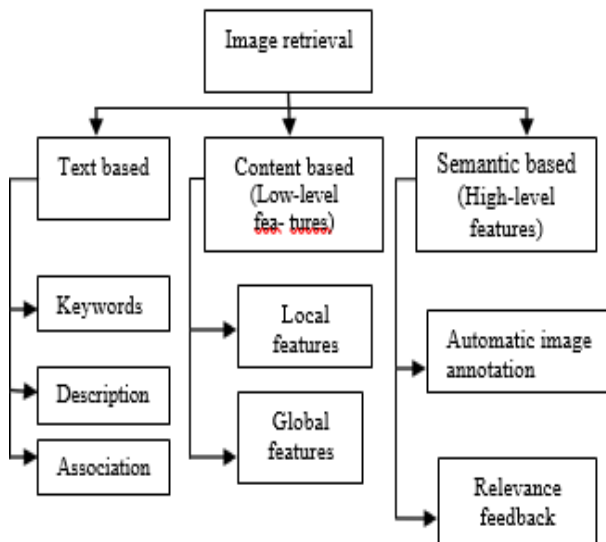 Image retrieval
Text based
Content based
(Low-level
fea- tures)
Semantic based
(High-level
features)
Keywords
Description
Association
Local
features
Global
features
Automatic image
annotation
Relevance
feedback